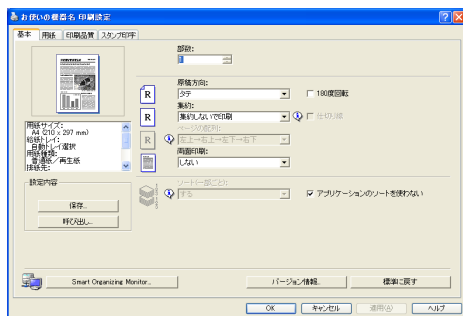 お使いの機器名 印刷設定
基本 用紙 印刷品質 スタンプ印字
部数:
1
原稿方向:
タテ
180度回転
集約:
集約しないで印刷
仕切り線
ページの配列:
左上→右上→左下→右下
両面印刷:
しない
用紙サイズ:
A4 (210 x 297 mm)
給紙トレイ:
自動トレイ選択
用紙種類:
普通紙/再生紙
排紙先:
設定内容
保存...
呼び出し...
ソート(一部ごと):
する
アプリケーションのソートを使わない
Smart Organizing Monitor...
バージョン情報...
標準に戻す
OK キャンセル 適用(A) ヘルプ